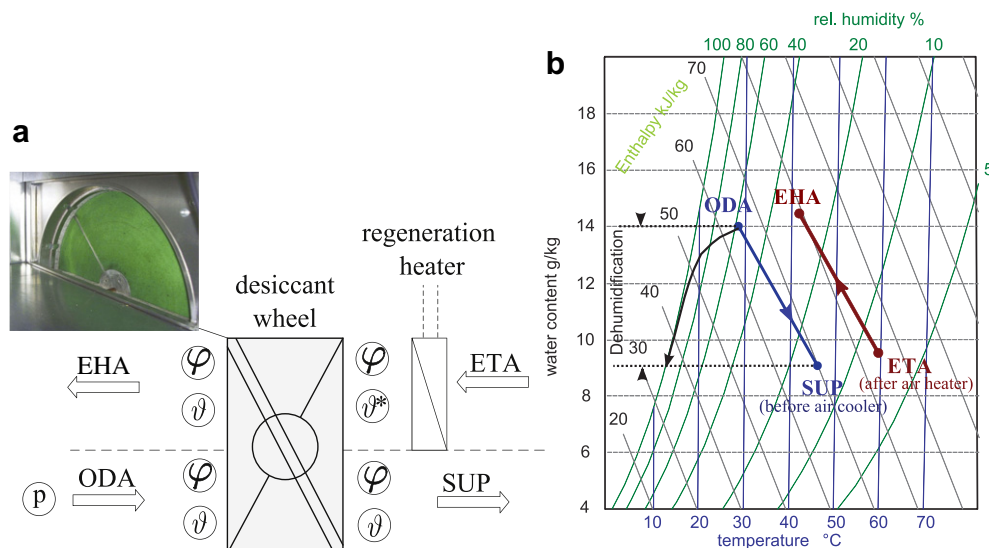 a
desiccant
wheel
regeneration
heater
EHA
φ
ϑ
φ
ϑ*
ETA
p
ODA
φ
ϑ
φ
ϑ
SUP
b
rel. humidity %
100 80 60 40 20 10
5
Enthalpy kJ/kg
70
60
50
40
30
20
water content g/kg
18
16
14
12
10
8
6
4
Dehumidification
ODA
EHA
SUP
(before air cooler)
ETA
(after air heater)
10 20 30 40 50 60 70
temperature °C